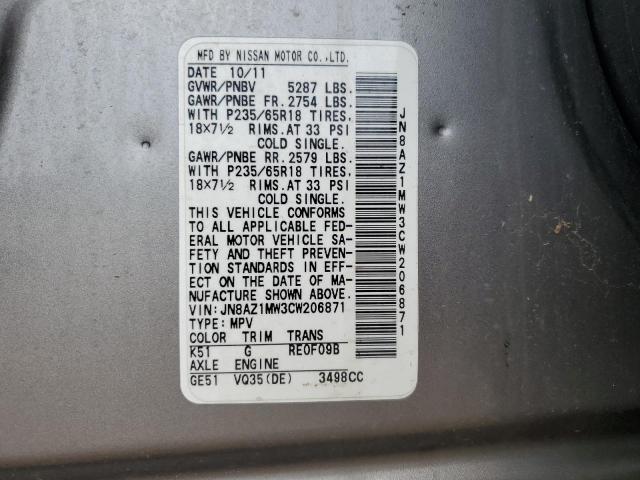 MFD BY NISSAN MOTOR CO.,LTD.
DATE 10/11
GVWR/PNBV 5287 LBS.
GAWR/PNBE FR. 2754 LBS.
WITH P235/65R18 TIRES.
18X7½ RIMS. AT 33 PSI
COLD SINGLE.
GAWR/PNBE RR. 2579 LBS.
WITH P235/65R18 TIRES.
18X7½ RIMS. AT 33 PSI
COLD SINGLE.
THIS VEHICLE CONFORMS
TO ALL APPLICABLE FED-
ERAL MOTOR VEHICLE SA-
FETY AND THEFT PREVEN-
TION STANDARDS IN EFF-
ECT ON THE DATE OF MA-
NUFACTURE SHOWN ABOVE.
VIN: JN8AZ1MW3CW206871
TYPE: MPV
COLOR TRIM TRANS
K51 G RE0F09B
AXLE ENGINE
GE51 VQ35(DE) 3498CC
JN8AZ1MW3CW206871